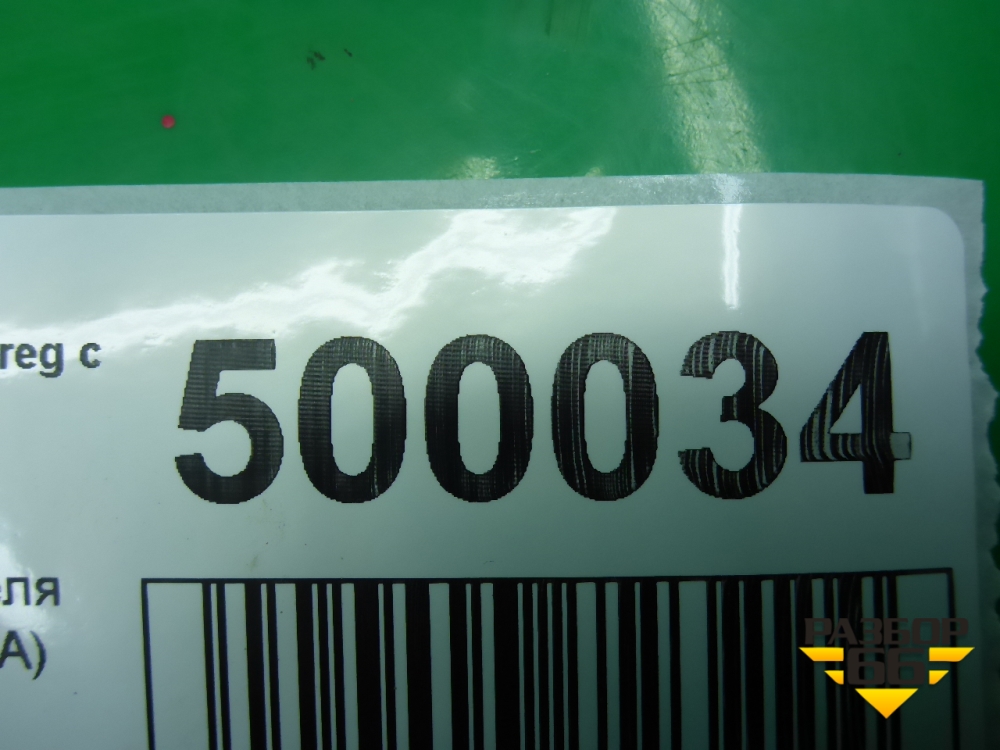 reg с
500034
еля
А)
РАЗБОР
66